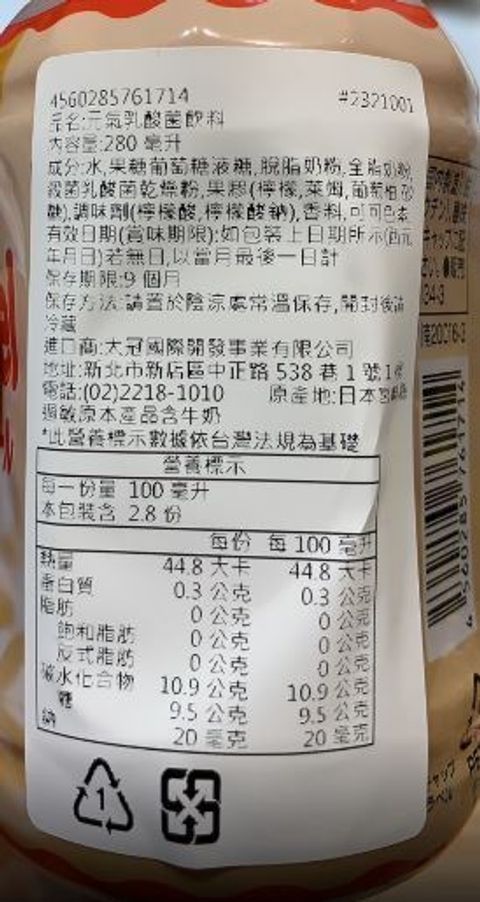 4560285761714 #2321001
品名:元氣乳酸菌飲料
內容量:280 毫升
成分:水,果糖葡萄糖液糖,脫脂奶粉,全脂奶粉,
殺菌乳酸菌乾燥粉,果膠(檸檬,萊姆,葡萄柚,砂
糖),調味劑(檸檬酸,檸檬酸鈉),香料,可可色素
有效日期(賞味期限):如包裝上日期所示(西元
年月日)若無日,以當月最後一日計
保存期限:9 個月
保存方法:請置於陰涼處常溫保存,開封後請
冷藏
進口商:大冠國際開發事業有限公司
地址:新北市新店區中正路 538 巷 1 號1樓
電話:(02)2218-1010 原產地:日本
過敏原本產品含牛奶
*此營養標示數據依台灣法規為基礎
營養標示
每一份量 100 毫升
本包裝含 2.8 份
每份 每 100 毫升
熱量 44.8 大卡 44.8 大卡
蛋白質 0.3 公克 0.3 公克
脂肪 0 公克 0 公克
飽和脂肪 0 公克 0 公克
反式脂肪 0 公克 0 公克
碳水化合物 10.9 公克 10.9 公克
糖 9.5 公克 9.5 公克
鈉 20 毫克 20 毫克
1
4560285761714
34-3
キャップ